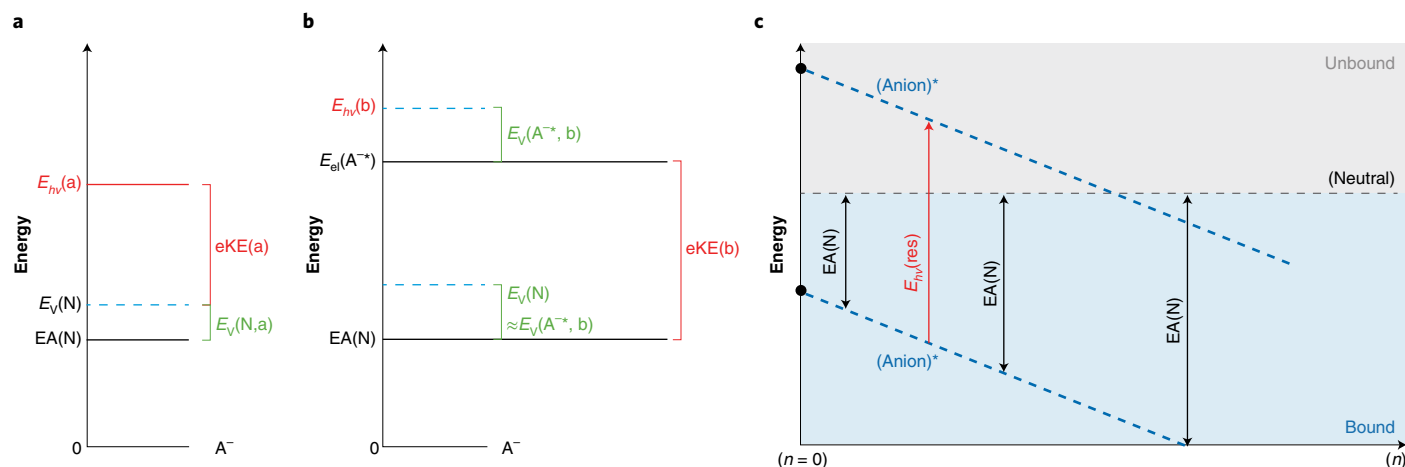 a
Energy
E_hν(a)
eKE(a)
E_V(N)
E_V(N,a)
EA(N)
0
A⁻
b
Energy
E_hν(b)
E_V(A⁻*, b)
E_el(A⁻*)
eKE(b)
E_V(N)
≈E_V(A⁻*, b)
EA(N)
0
A⁻
c
Energy
Unbound
(Anion)*
(Neutral)
EA(N)
E_hν(res)
EA(N)
EA(N)
(Anion)*
Bound
(n = 0)
(n)